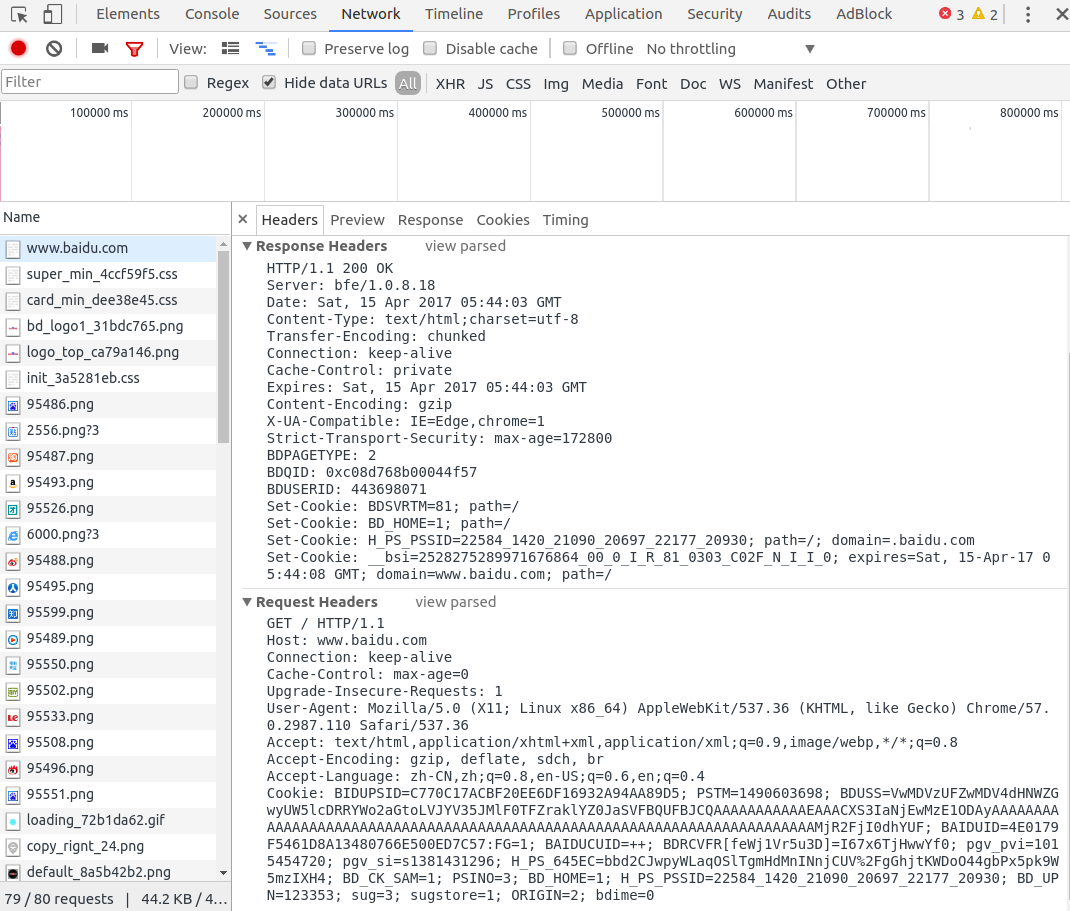 Elements Console Sources Network Timeline Profiles Application Security Audits AdBlock 3 2
View: Preserve log Disable cache Offline No throttling
Filter Regex Hide data URLs All XHR JS CSS Img Media Font Doc WS Manifest Other
100000 ms 200000 ms 300000 ms 400000 ms 500000 ms 600000 ms 700000 ms 800000 ms
Name
www.baidu.com
super_min_4ccf59f5.css
card_min_dee38e45.css
bd_logo1_31bdc765.png
logo_top_ca79a146.png
init_3a5281eb.css
95486.png
2556.png?3
95487.png
95493.png
95526.png
6000.png?3
95488.png
95495.png
95599.png
95489.png
95550.png
95502.png
95533.png
95508.png
95496.png
95551.png
loading_72b1da62.gif
copy_rignt_24.png
default_8a5b42b2.png
79 / 80 requests | 44.2 KB / 4...
Headers Preview Response Cookies Timing
Response Headers view parsed
HTTP/1.1 200 OK
Server: bfe/1.0.8.18
Date: Sat, 15 Apr 2017 05:44:03 GMT
Content-Type: text/html;charset=utf-8
Transfer-Encoding: chunked
Connection: keep-alive
Cache-Control: private
Expires: Sat, 15 Apr 2017 05:44:03 GMT
Content-Encoding: gzip
X-UA-Compatible: IE=Edge,chrome=1
Strict-Transport-Security: max-age=172800
BDPAGETYPE: 2
BDQID: 0xc08d768b00044f57
BDUSERID: 443698071
Set-Cookie: BDSVRTM=81; path=/
Set-Cookie: BD_HOME=1; path=/
Set-Cookie: H_PS_PSSID=22584_1420_21090_20697_22177_20930; path=/; domain=.baidu.com
Set-Cookie: __bsi=2528275289971676864_00_0_I_R_81_0303_C02F_N_I_I_0; expires=Sat, 15-Apr-17 0
5:44:08 GMT; domain=www.baidu.com; path=/
Request Headers view parsed
GET / HTTP/1.1
Host: www.baidu.com
Connection: keep-alive
Cache-Control: max-age=0
Upgrade-Insecure-Requests: 1
User-Agent: Mozilla/5.0 (X11; Linux x86_64) AppleWebKit/537.36 (KHTML, like Gecko) Chrome/57.
0.2987.110 Safari/537.36
Accept: text/html,application/xhtml+xml,application/xml;q=0.9,image/webp,*/*;q=0.8
Accept-Encoding: gzip, deflate, sdch, br
Accept-Language: zh-CN,zh;q=0.8,en-US;q=0.6,en;q=0.4
Cookie: BIDUPSID=C770C17ACBF20EE6DF16932A94AA89D5; PSTM=1490603698; BDUSS=VwMDVzUFZwMDV4dHNWZG
wyUW5lcDRRYWo2aGtoLVJYV35JMlF0TFZraklYZ0JaSVFBQUFBJCQAAAAAAAAAAAEAAACXS3IaNjEwMzE1ODAyAAAAAAAA
AAAAAAAAAAAAAAAAAAAAAAAAAAAAAAAAAAAAAAAAAAAAAAAAAAAAAAAAAAAAAAAAAMjR2FjI0dhYUF; BAIDUID=4E0179
F5461D8A13480766E500ED7C57:FG=1; BAIDUCUID=++; BDRCVFR[feWj1Vr5u3D]=I67x6TjHwwYf0; pgv_pvi=101
5454720; pgv_si=s1381431296; H_PS_645EC=bbd2CJwpyWLaqOSlTgmHdMnINnjCUV%2FgGhjtKWDoO44gbPx5pk9W
5mzIXH4; BD_CK_SAM=1; PSINO=3; BD_HOME=1; H_PS_PSSID=22584_1420_21090_20697_22177_20930; BD_UP
N=123353; sug=3; sugstore=1; ORIGIN=2; bdime=0